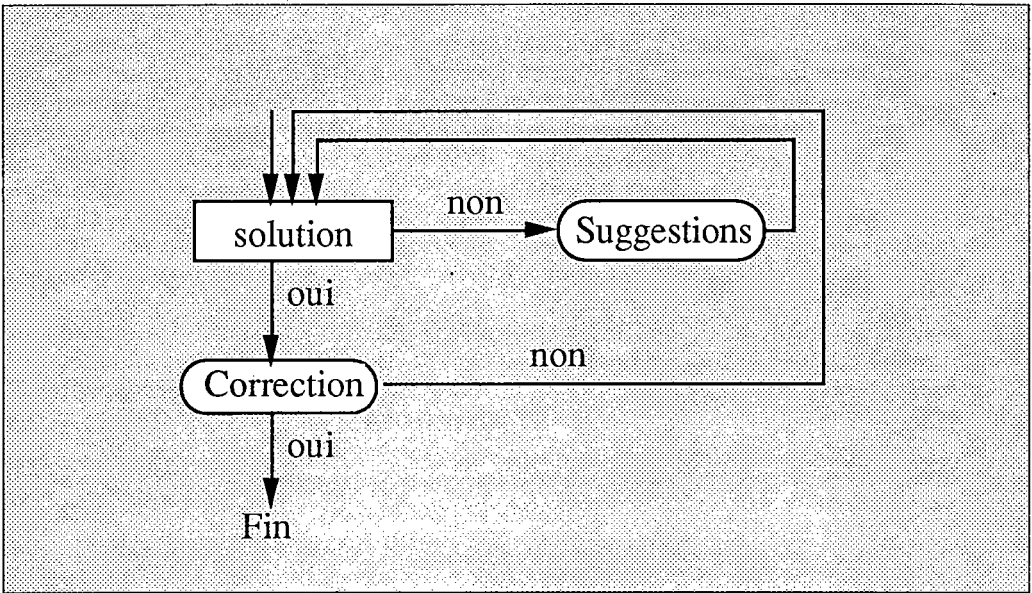 non
solution
Suggestions
oui
non
Correction
oui
Fin